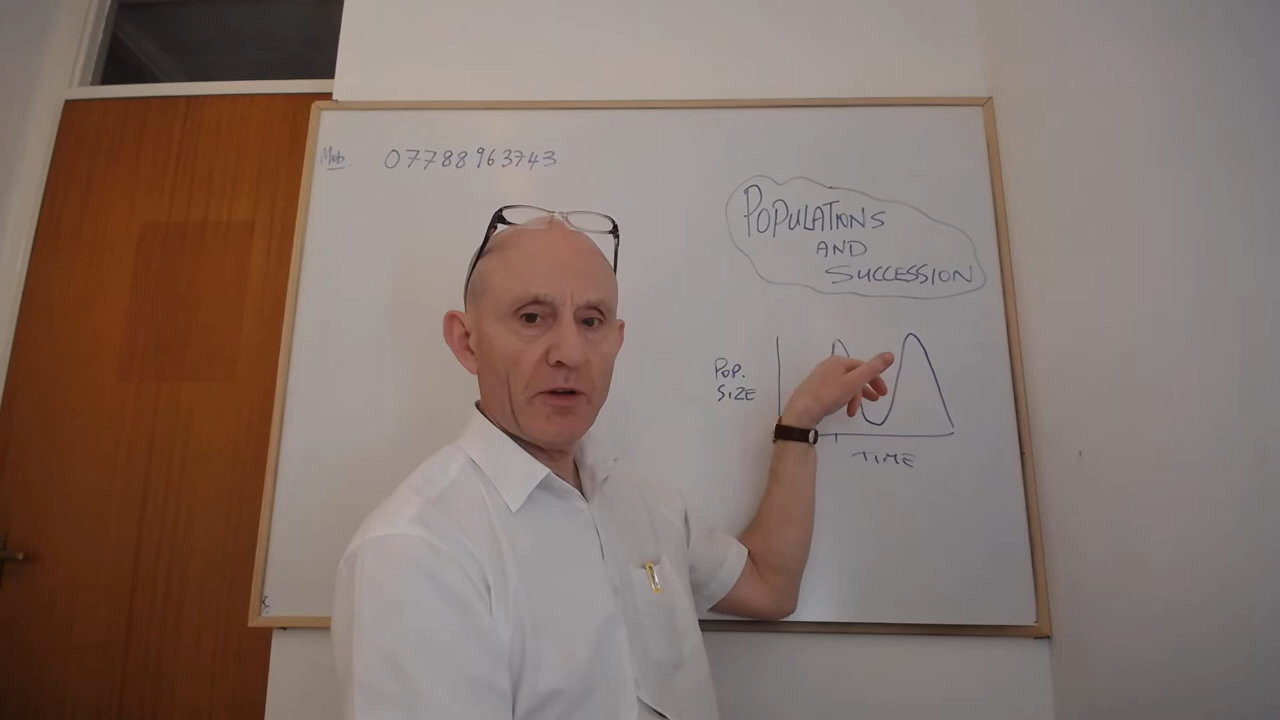 Mob. 07788963743
POPULATIONS
AND
SUCCESSION
POP.
SIZE
TIME